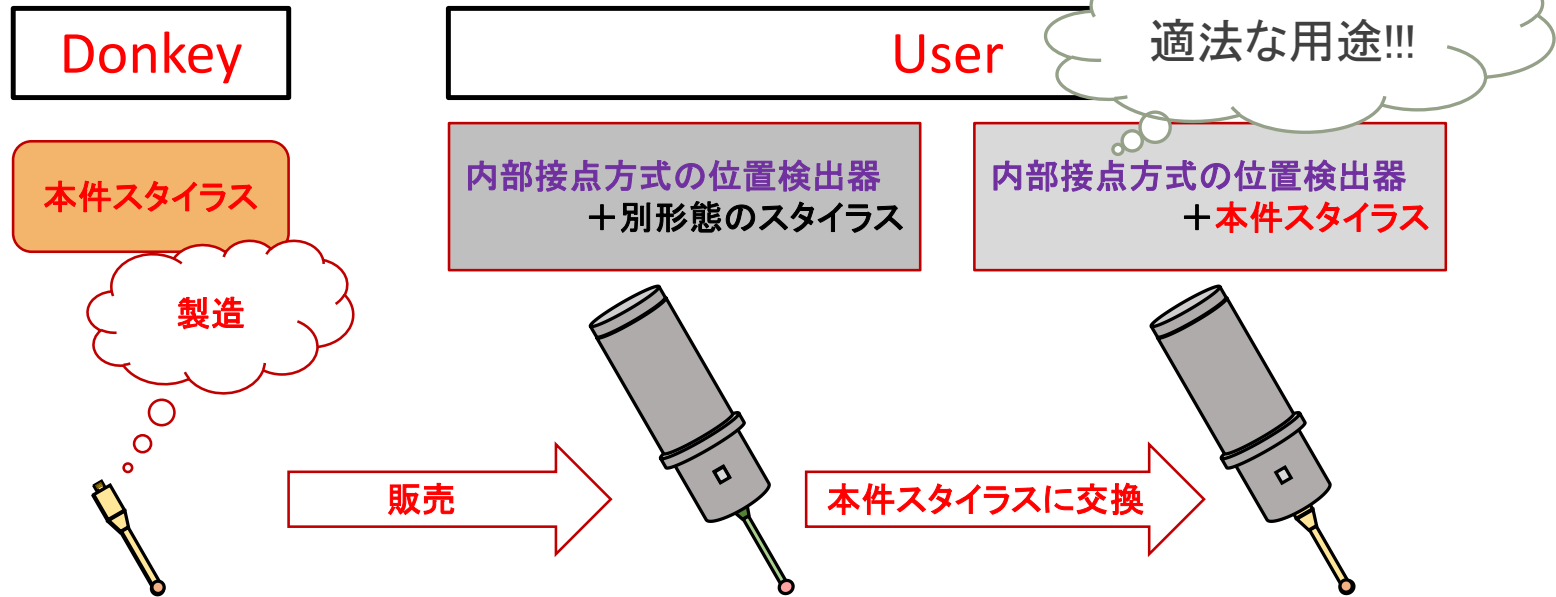 Donkey
User
適法な用途!!!
本件スタイラス
内部接点方式の位置検出器
＋別形態のスタイラス
内部接点方式の位置検出器
＋本件スタイラス
製造
販売
本件スタイラスに交換